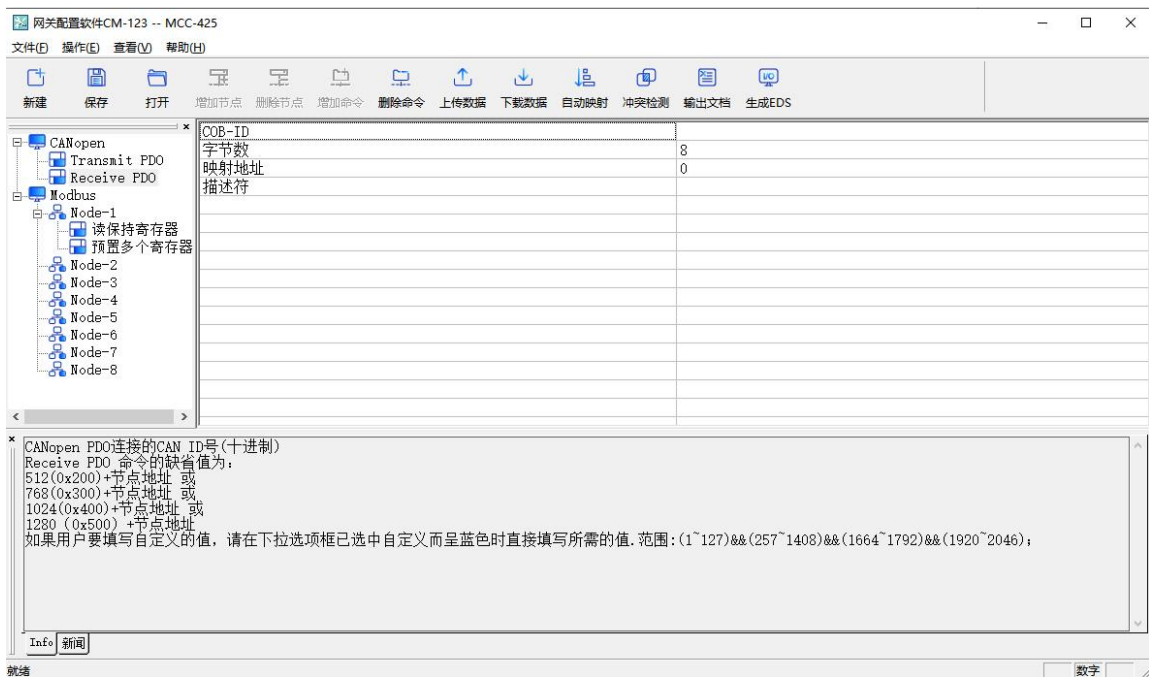 网关配置软件CM-123 -- MCC-425
文件(F) 操作(E) 查看(V) 帮助(H)
新建 保存 打开 增加节点 删除节点 增加命令 删除命令 上传数据 下载数据 自动映射 冲突检测 输出文档 生成EDS
CANopen
Transmit PDO
Receive PDO
Modbus
Node-1
读保持寄存器
预置多个寄存器
Node-2
Node-3
Node-4
Node-5
Node-6
Node-7
Node-8
COB-ID
字节数 8
映射地址 0
描述符
CANopen PDO连接的CAN ID号(十进制)
Receive PDO 命令的缺省值为:
512(0x200)+节点地址 或
768(0x300)+节点地址 或
1024(0x400)+节点地址 或
1280 (0x500) +节点地址
如果用户要填写自定义的值, 请在下拉选项框已选中自定义而呈蓝色时直接填写所需的值.范围:(1~127)&&(257~1408)&&(1664~1792)&&(1920~2046);
Info 新闻
就绪 数字